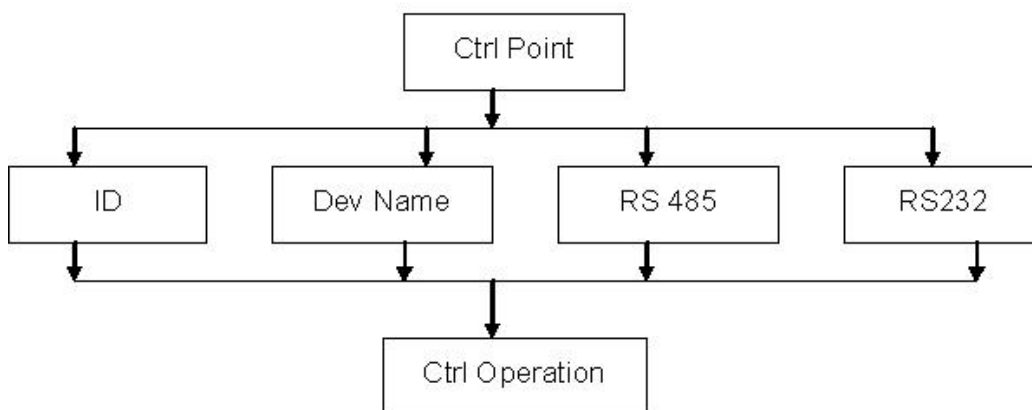 Ctrl Point
ID
Dev Name
RS 485
RS232
Ctrl Operation